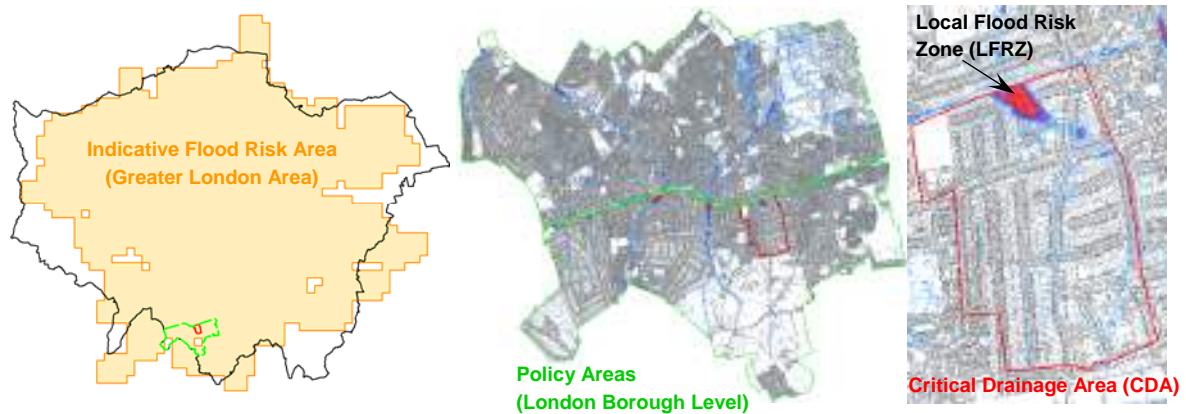 Indicative Flood Risk Area
(Greater London Area)
Policy Areas
(London Borough Level)
Local Flood Risk
Zone (LFRZ)
Critical Drainage Area (CDA)